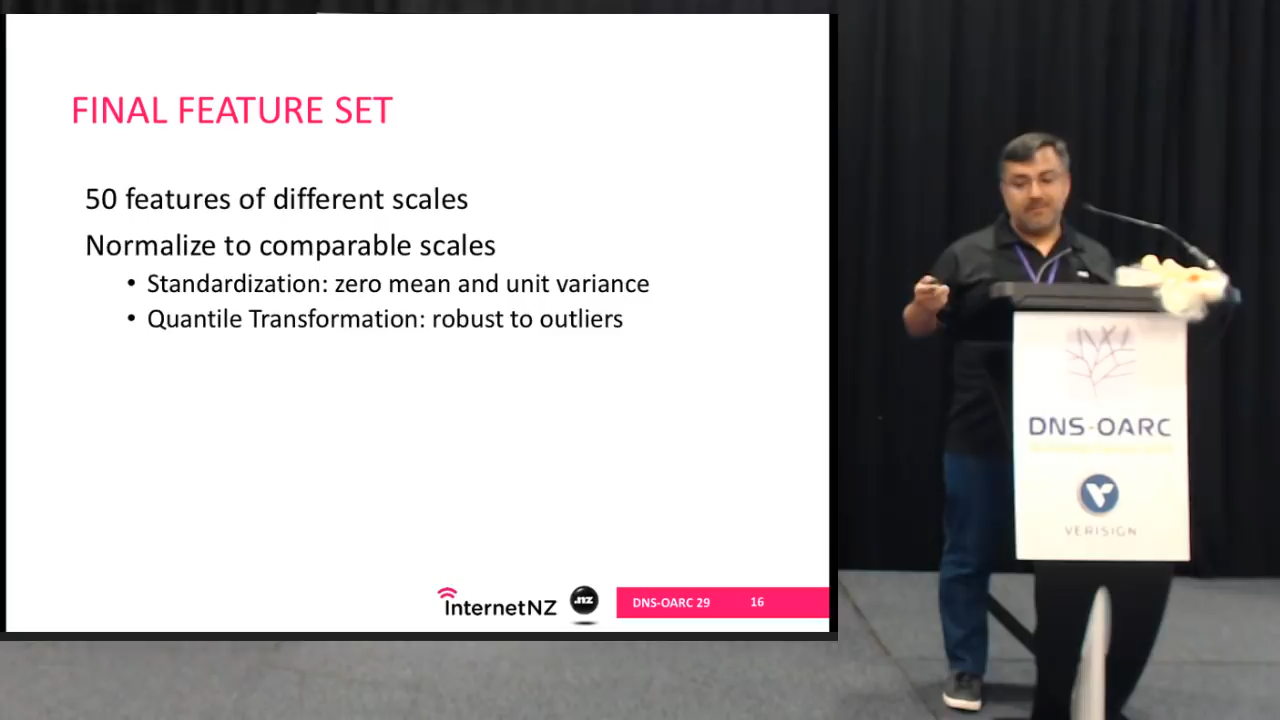 FINAL FEATURE SET
50 features of different scales
Normalize to comparable scales
• Standardization: zero mean and unit variance
• Quantile Transformation: robust to outliers
InternetNZ
.nz
DNS-OARC 29
16
DNS-OARC
VERISIGN